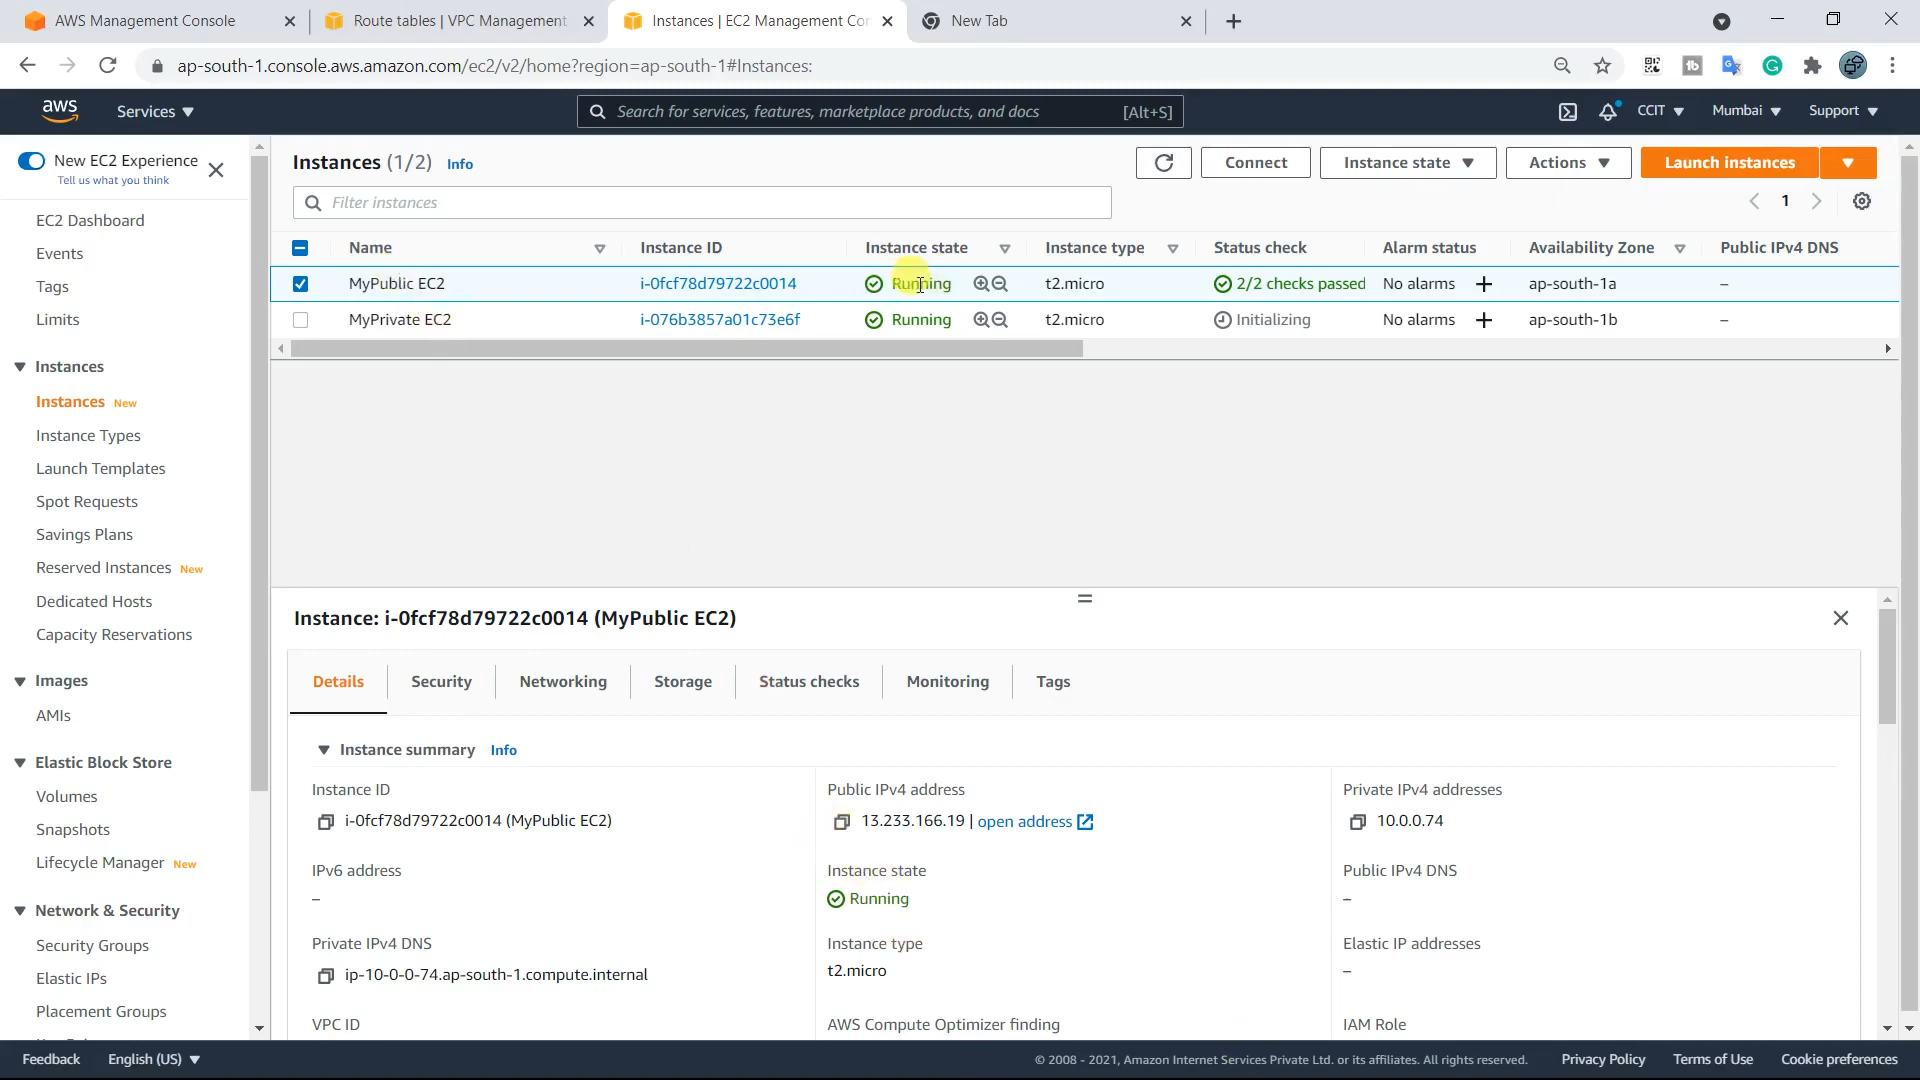 AWS Management Console
Route tables | VPC Management
Instances | EC2 Management Con
New Tab
ap-south-1.console.aws.amazon.com/ec2/v2/home?region=ap-south-1#Instances:
aws
Services
Search for services, features, marketplace products, and docs
[Alt+S]
CCIT
Mumbai
Support
New EC2 Experience
Tell us what you think
EC2 Dashboard
Events
Tags
Limits
Instances
Instances New
Instance Types
Launch Templates
Spot Requests
Savings Plans
Reserved Instances New
Dedicated Hosts
Capacity Reservations
Images
AMIs
Elastic Block Store
Volumes
Snapshots
Lifecycle Manager New
Network & Security
Security Groups
Elastic IPs
Placement Groups
Instances (1/2) Info
Connect
Instance state
Actions
Launch instances
Filter instances
1
Name Instance ID Instance state Instance type Status check Alarm status Availability Zone Public IPv4 DNS
MyPublic EC2 i-0fcf78d79722c0014 Running t2.micro 2/2 checks passed No alarms + ap-south-1a –
MyPrivate EC2 i-076b3857a01c73e6f Running t2.micro Initializing No alarms + ap-south-1b –
Instance: i-0fcf78d79722c0014 (MyPublic EC2)
Details Security Networking Storage Status checks Monitoring Tags
Instance summary Info
Instance ID
i-0fcf78d79722c0014 (MyPublic EC2)
Public IPv4 address
13.233.166.19 | open address
Private IPv4 addresses
10.0.0.74
IPv6 address
–
Instance state
Running
Public IPv4 DNS
–
Private IPv4 DNS
ip-10-0-0-74.ap-south-1.compute.internal
Instance type
t2.micro
Elastic IP addresses
–
VPC ID
AWS Compute Optimizer finding
IAM Role
Feedback
English (US)
© 2008 - 2021, Amazon Internet Services Private Ltd. or its affiliates. All rights reserved.
Privacy Policy
Terms of Use
Cookie preferences